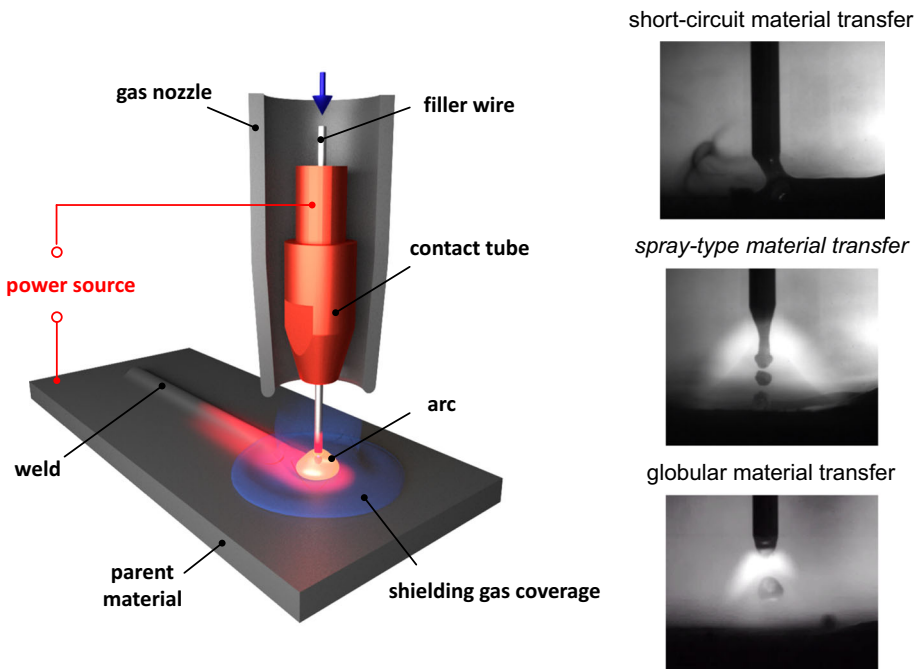 short-circuit material transfer
gas nozzle
filler wire
contact tube
spray-type material transfer
power source
arc
weld
globular material transfer
parent
material
shielding gas coverage